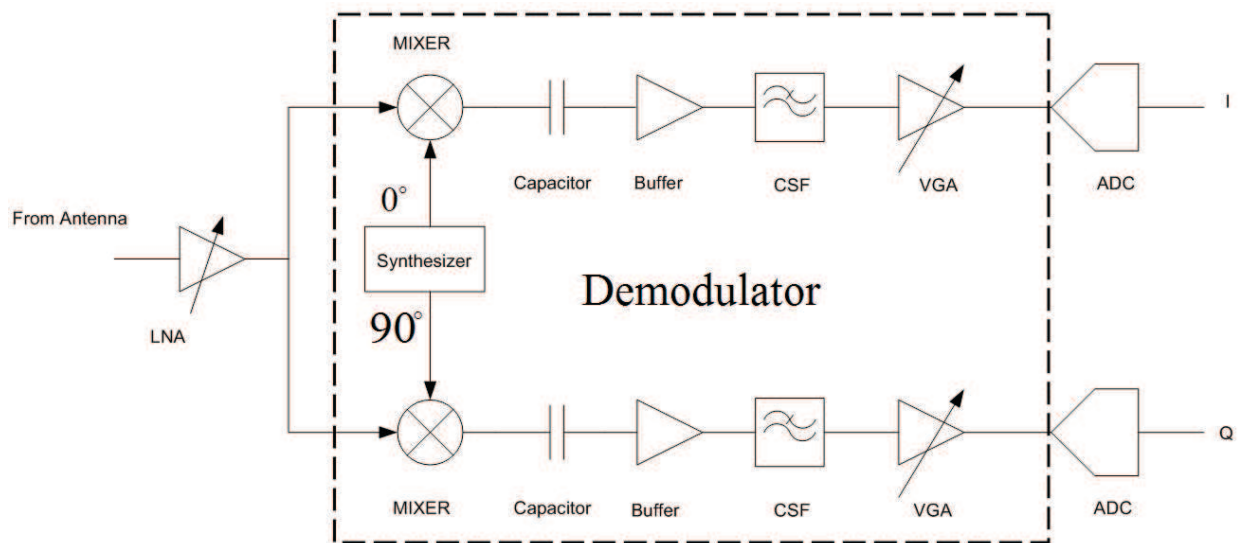 MIXER
I
Capacitor
Buffer
CSF
VGA
ADC
0°
From Antenna
Synthesizer
Demodulator
90°
LNA
Q
MIXER
Capacitor
Buffer
CSF
VGA
ADC